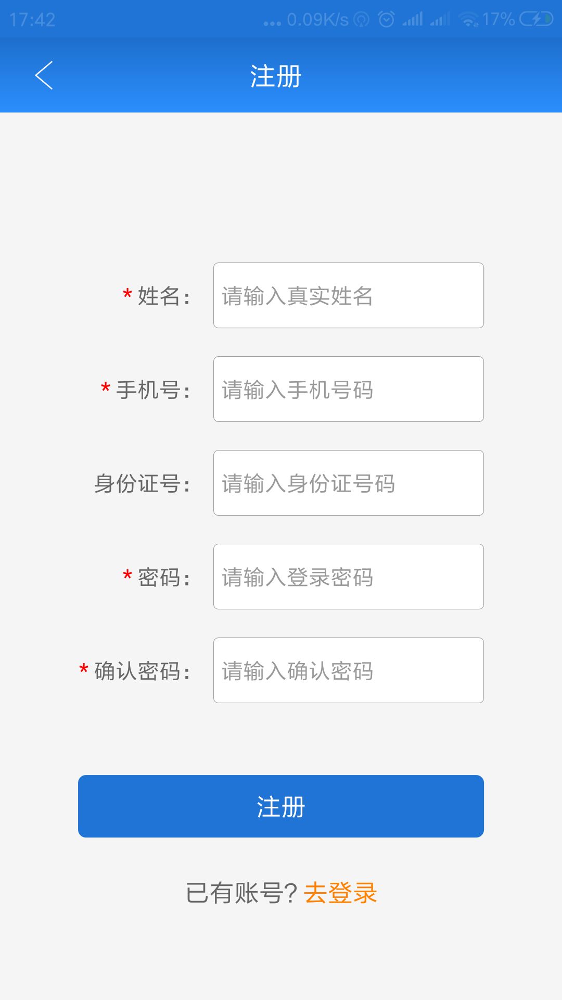 17:42 ... 0.09K/s 17%
注册
* 姓名: 请输入真实姓名
* 手机号: 请输入手机号码
身份证号: 请输入身份证号码
* 密码: 请输入登录密码
* 确认密码: 请输入确认密码
注册
已有账号? 去登录